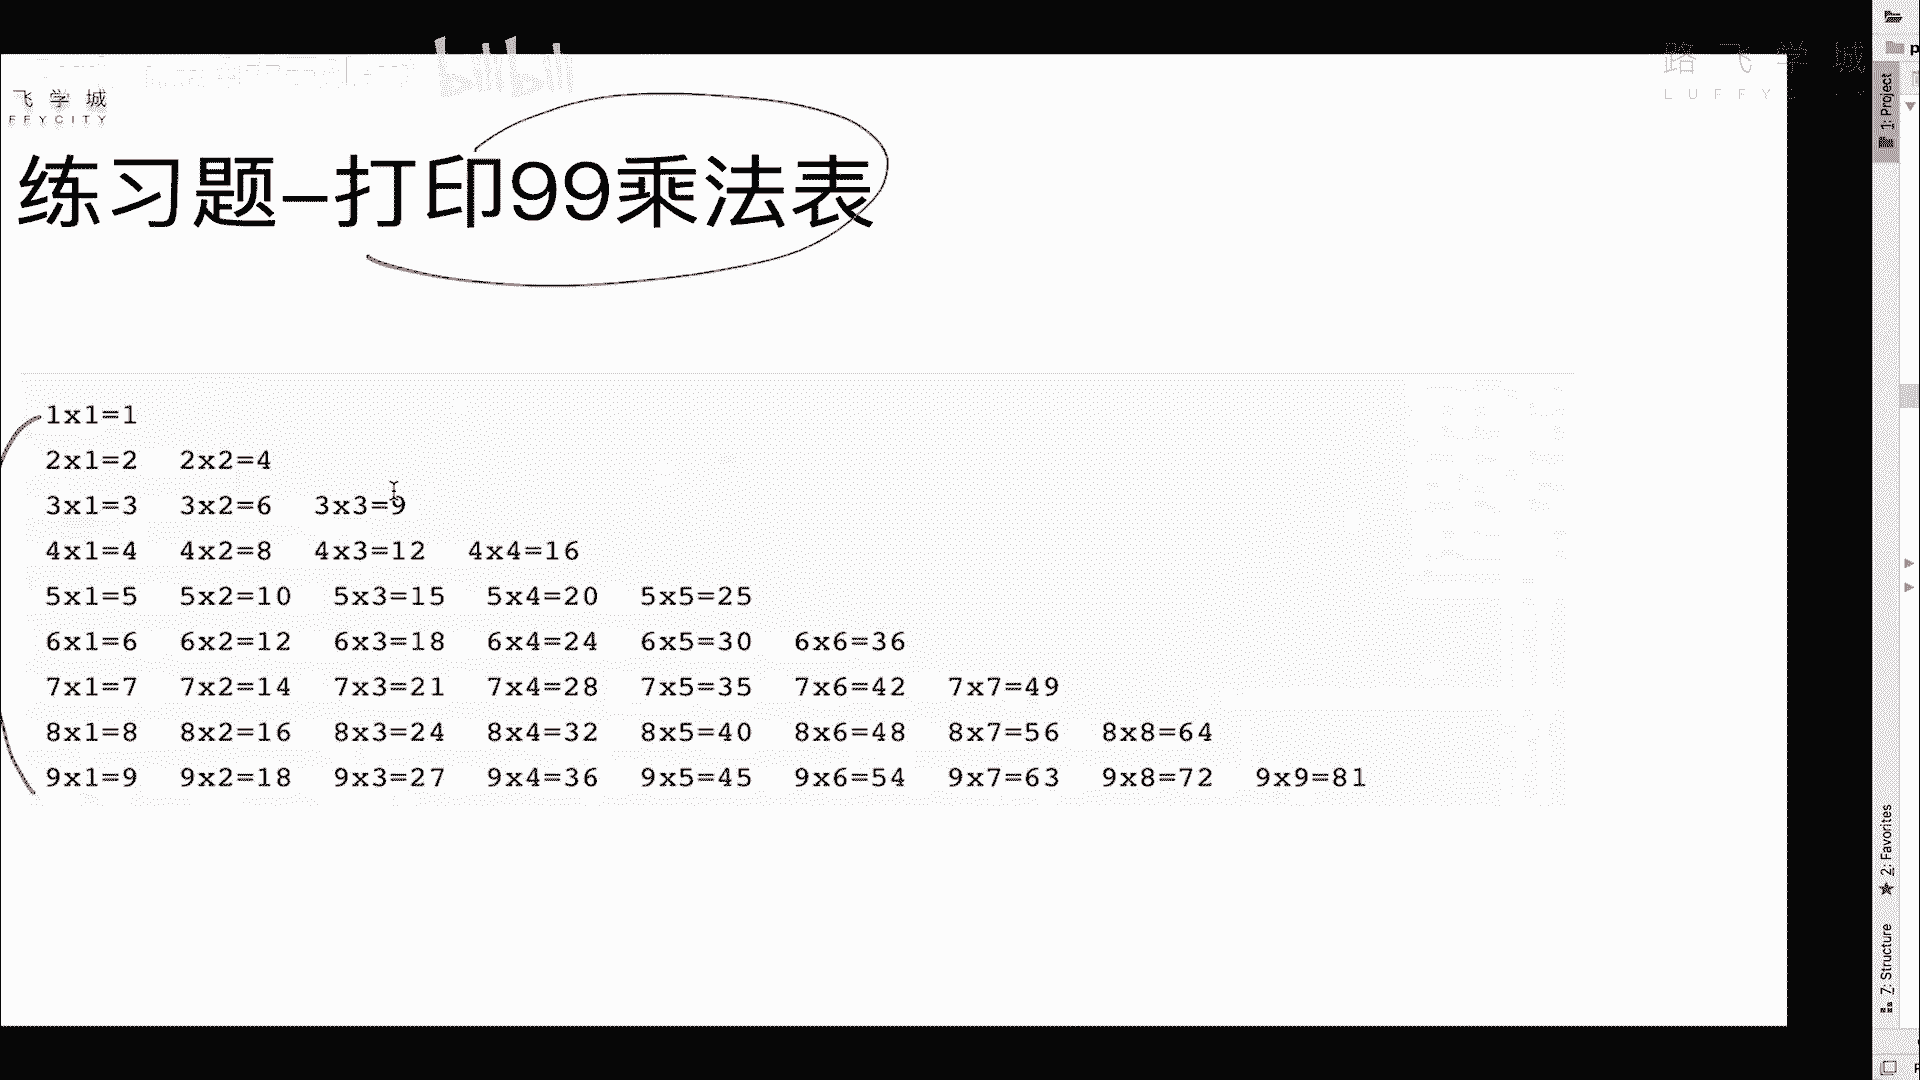 bilibili
路飞学城
LUFFY
飞学城
FFYCITY
练习题-打印99乘法表
1x1=1
2x1=2 2x2=4
3x1=3 3x2=6 3x3=9
4x1=4 4x2=8 4x3=12 4x4=16
5x1=5 5x2=10 5x3=15 5x4=20 5x5=25
6x1=6 6x2=12 6x3=18 6x4=24 6x5=30 6x6=36
7x1=7 7x2=14 7x3=21 7x4=28 7x5=35 7x6=42 7x7=49
8x1=8 8x2=16 8x3=24 8x4=32 8x5=40 8x6=48 8x7=56 8x8=64
9x1=9 9x2=18 9x3=27 9x4=36 9x5=45 9x6=54 9x7=63 9x8=72 9x9=81
1: Project
2: Favorites
7: Structure